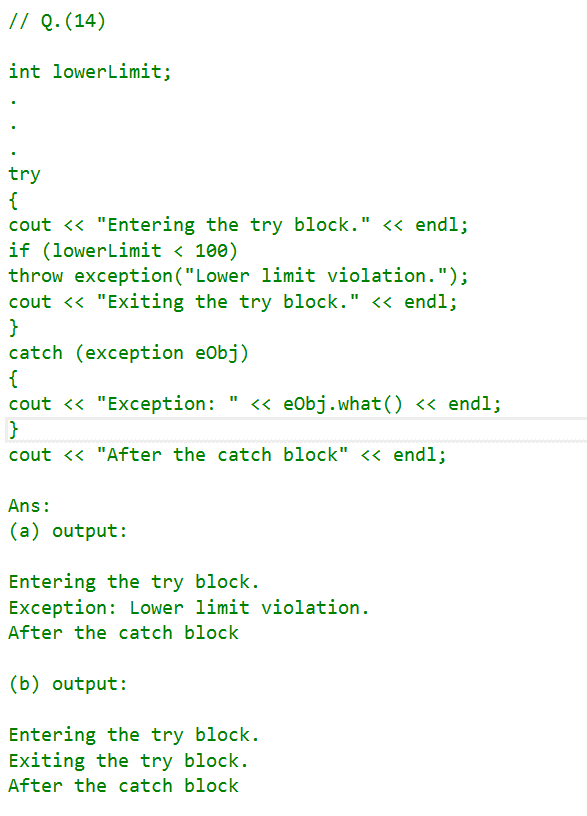 // Q.(14)
int lowerLimit;
.
.
.
try
{
cout << "Entering the try block." << endl;
if (lowerLimit < 100)
throw exception("Lower limit violation.");
cout << "Exiting the try block." << endl;
}
catch (exception eObj)
{
cout << "Exception: " << eObj.what() << endl;
}
cout << "After the catch block" << endl;
Ans:
(a) output:
Entering the try block.
Exception: Lower limit violation.
After the catch block
(b) output:
Entering the try block.
Exiting the try block.
After the catch block